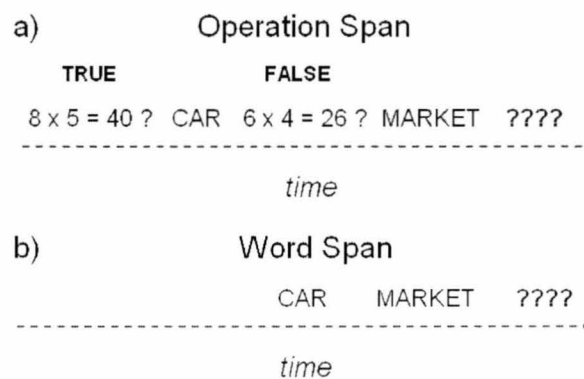 a) Operation Span
TRUE FALSE
8 x 5 = 40 ? CAR 6 x 4 = 26 ? MARKET ????
time
b) Word Span
CAR MARKET ????
time